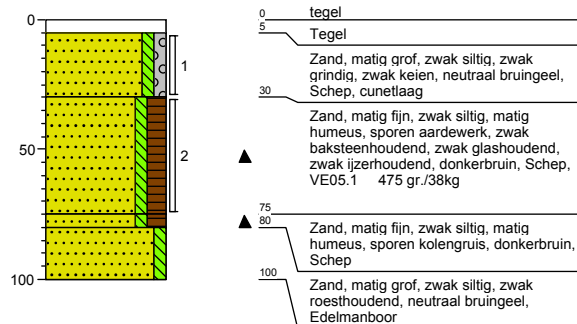 0
50
100
1
2
0 tegel
5
Tegel
Zand, matig grof, zwak siltig, zwak
grindig, zwak keien, neutraal bruingeel,
Schep, cunetlaag
30
Zand, matig fijn, zwak siltig, matig
humeus, sporen aardewerk, zwak
baksteenhoudend, zwak glashoudend,
zwak ijzerhoudend, donkerbruin, Schep,
VE05.1 475 gr./38kg
75
80
Zand, matig fijn, zwak siltig, matig
humeus, sporen kolengruis, donkerbruin,
Schep
100
Zand, matig grof, zwak siltig, zwak
roesthoudend, neutraal bruingeel,
Edelmanboor